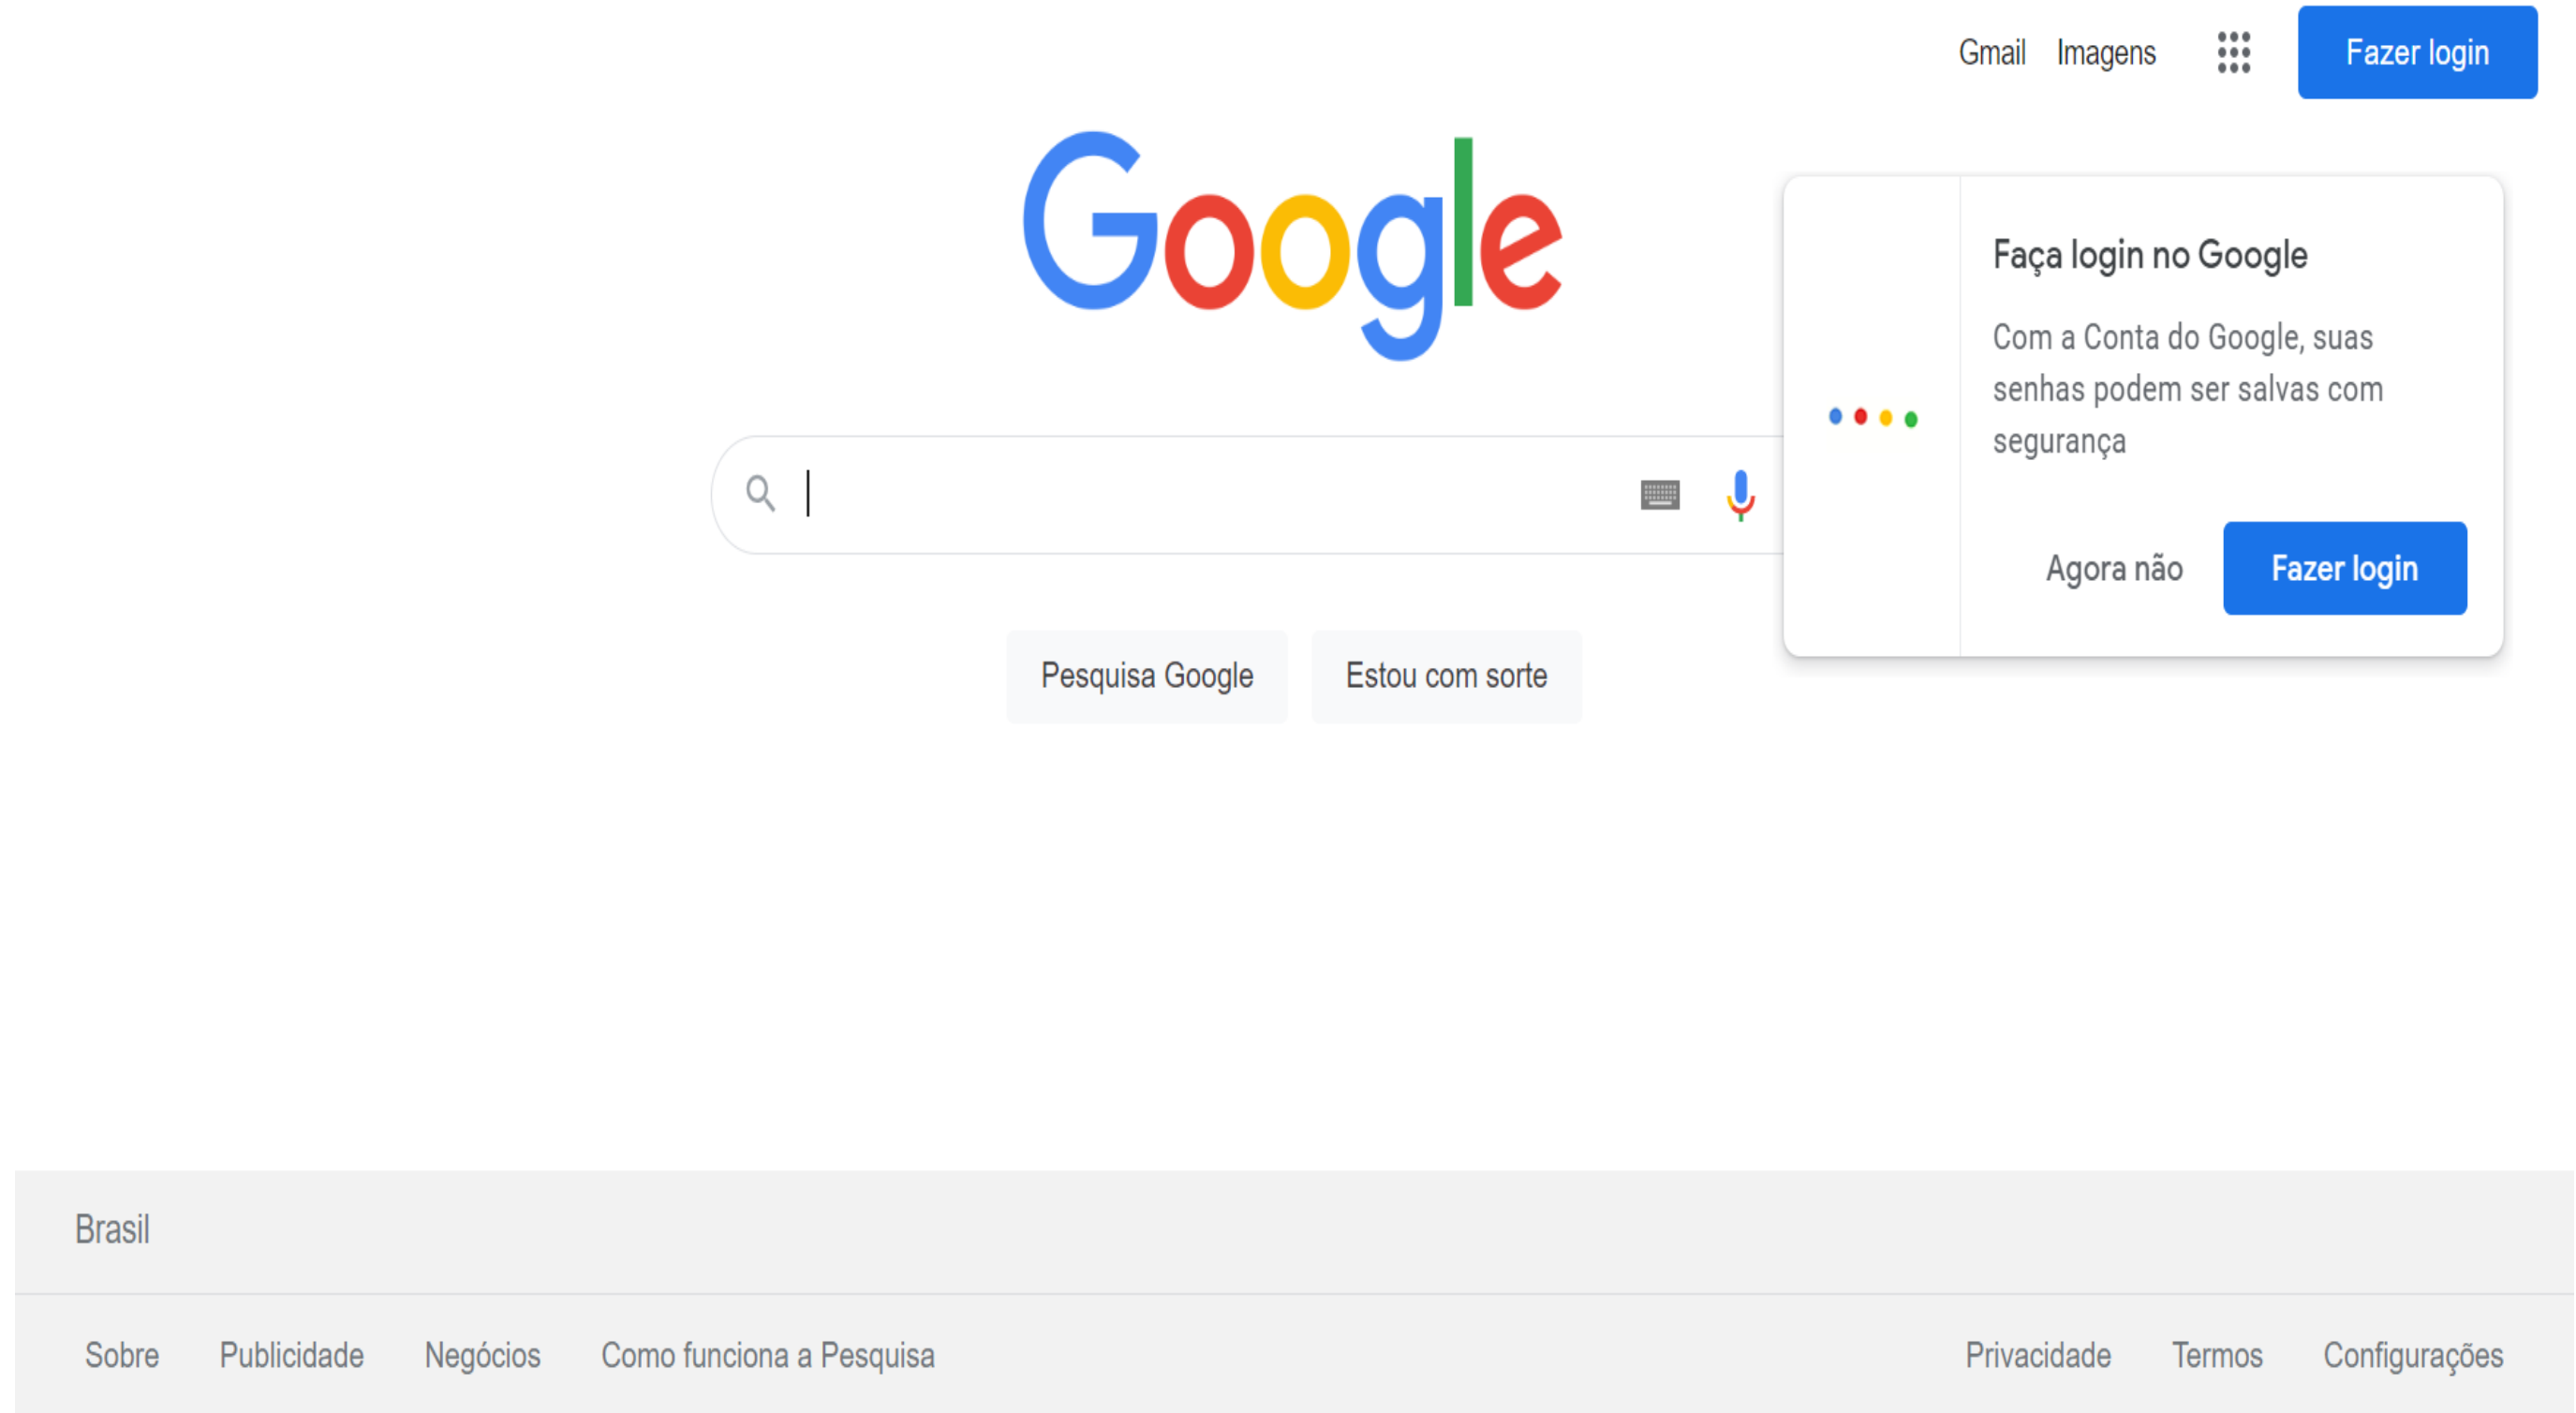 Gmail Imagens Fazer login
Google
Faça login no Google
Com a Conta do Google, suas
senhas podem ser salvas com
segurança
Agora não Fazer login
Pesquisa Google Estou com sorte
Brasil
Sobre Publicidade Negócios Como funciona a Pesquisa Privacidade Termos Configurações